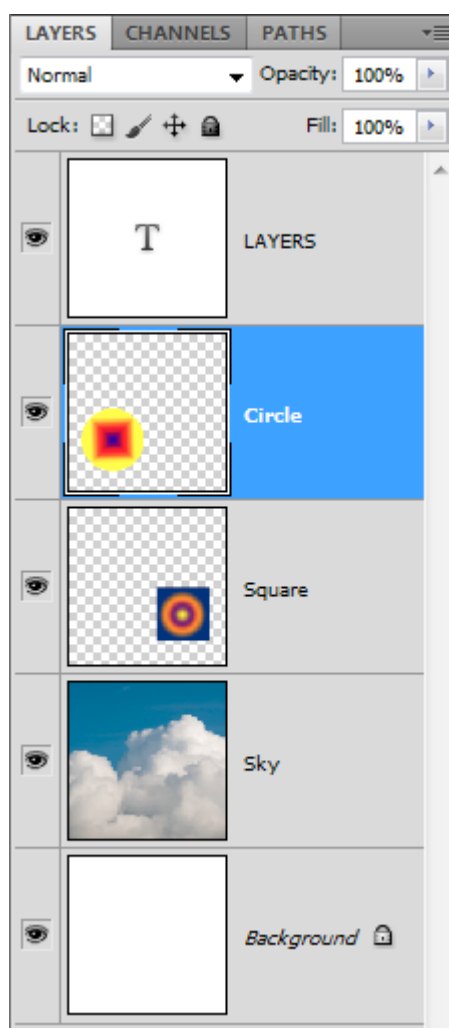 LAYERS CHANNELS PATHS
Normal Opacity: 100%
Lock: Fill: 100%
T
LAYERS
Circle
Square
Sky
Background